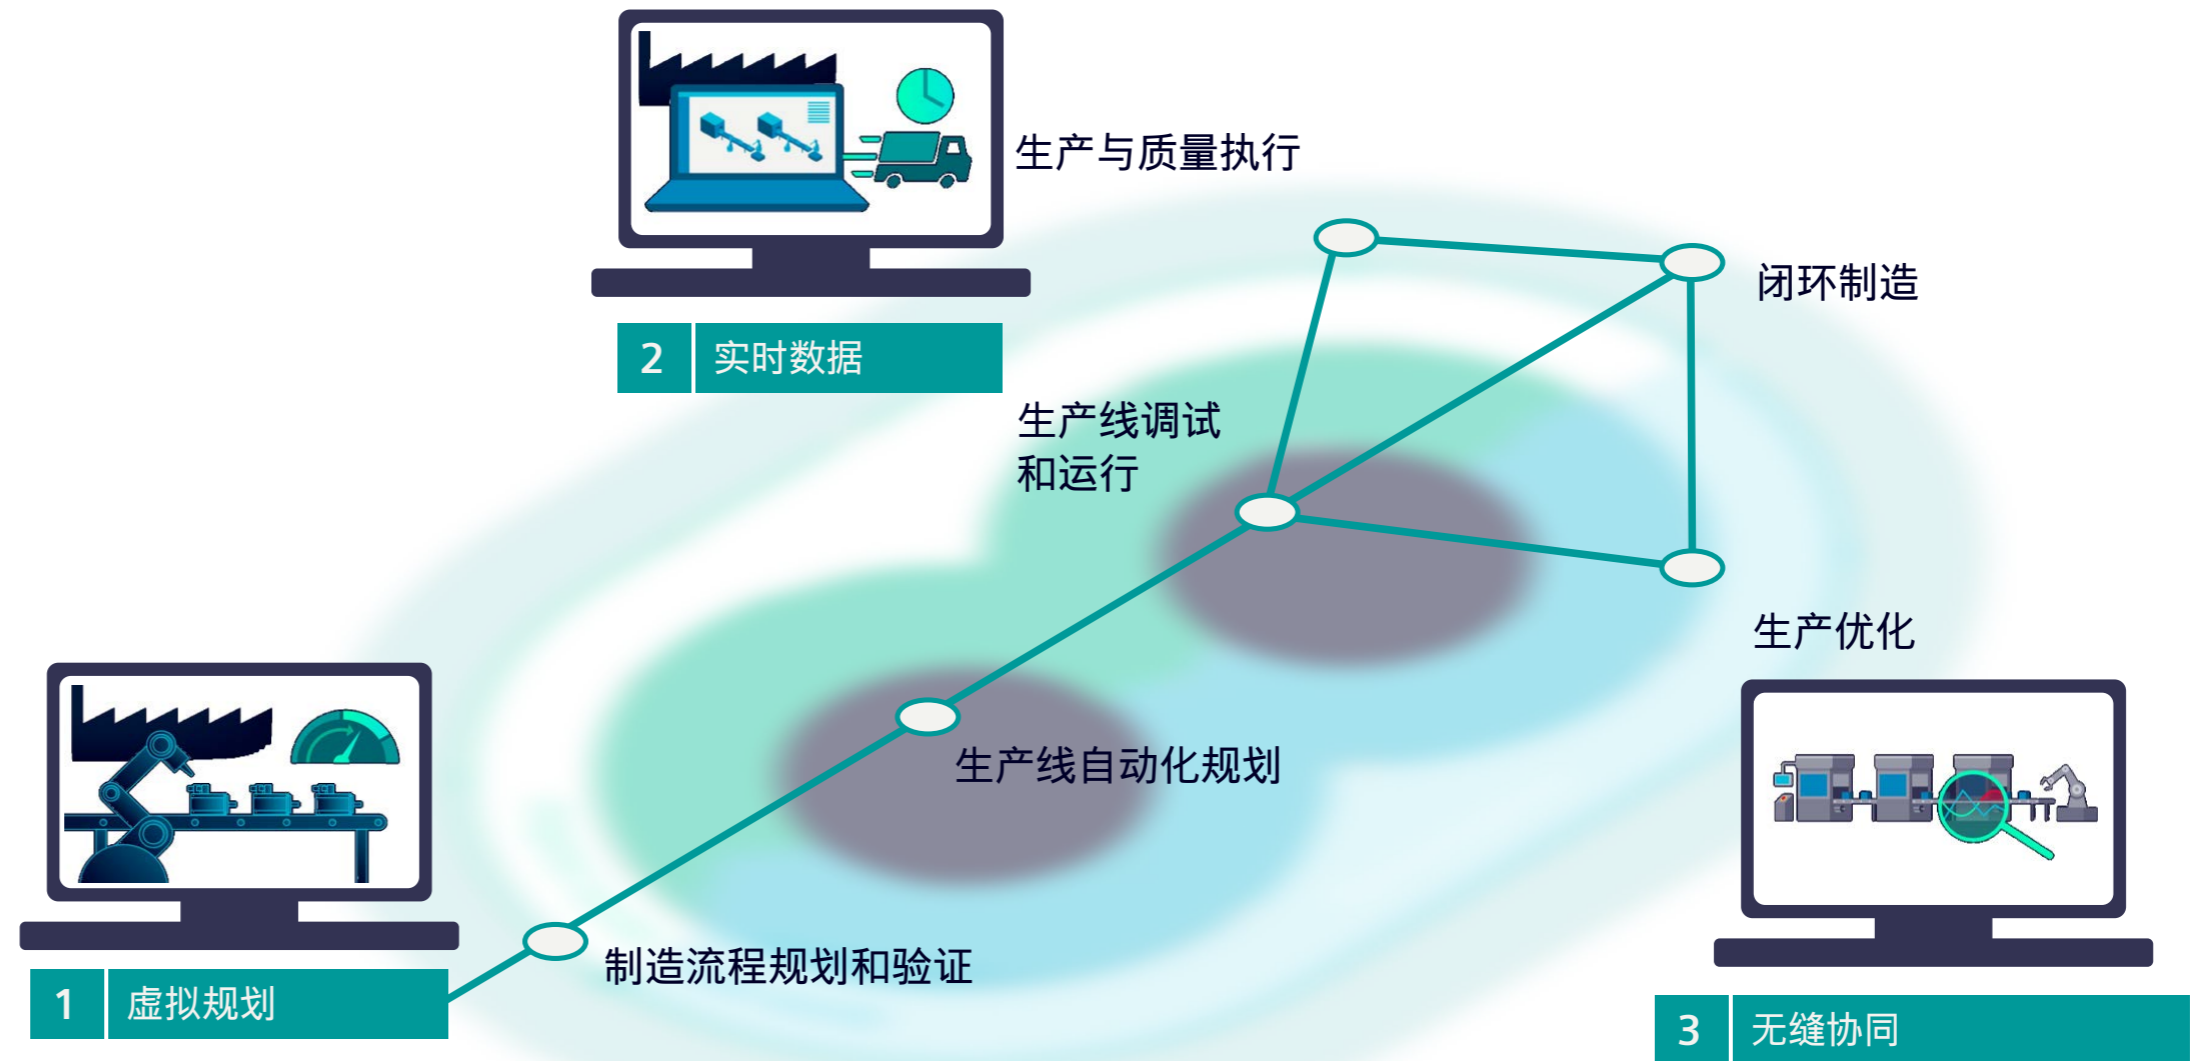 生产与质量执行
闭环制造
2 实时数据
生产线调试
和运行
生产优化
生产线自动化规划
制造流程规划和验证
1 虚拟规划
3 无缝协同